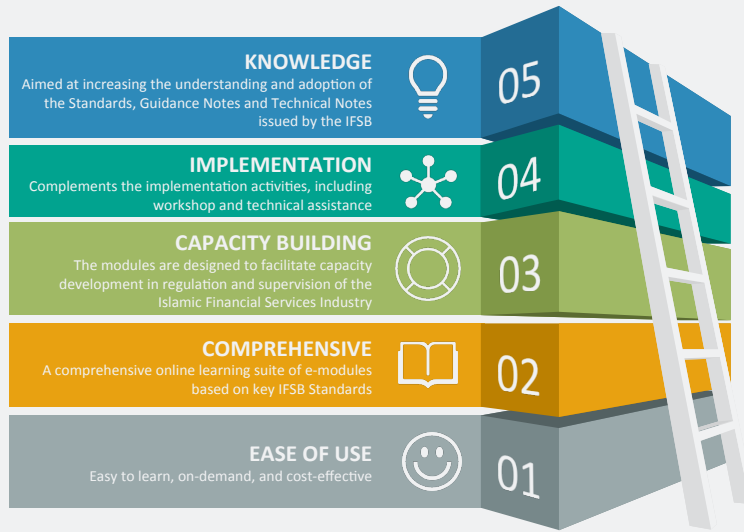 KNOWLEDGE
Aimed at increasing the understanding and adoption of
the Standards, Guidance Notes and Technical Notes
issued by the IFSB
05
IMPLEMENTATION
Complements the implementation activities, including
workshop and technical assistance
04
CAPACITY BUILDING
The modules are designed to facilitate capacity
development in regulation and supervision of the
Islamic Financial Services Industry
03
COMPREHENSIVE
A comprehensive online learning suite of e-modules
based on key IFSB Standards
02
EASE OF USE
Easy to learn, on-demand, and cost-effective
01